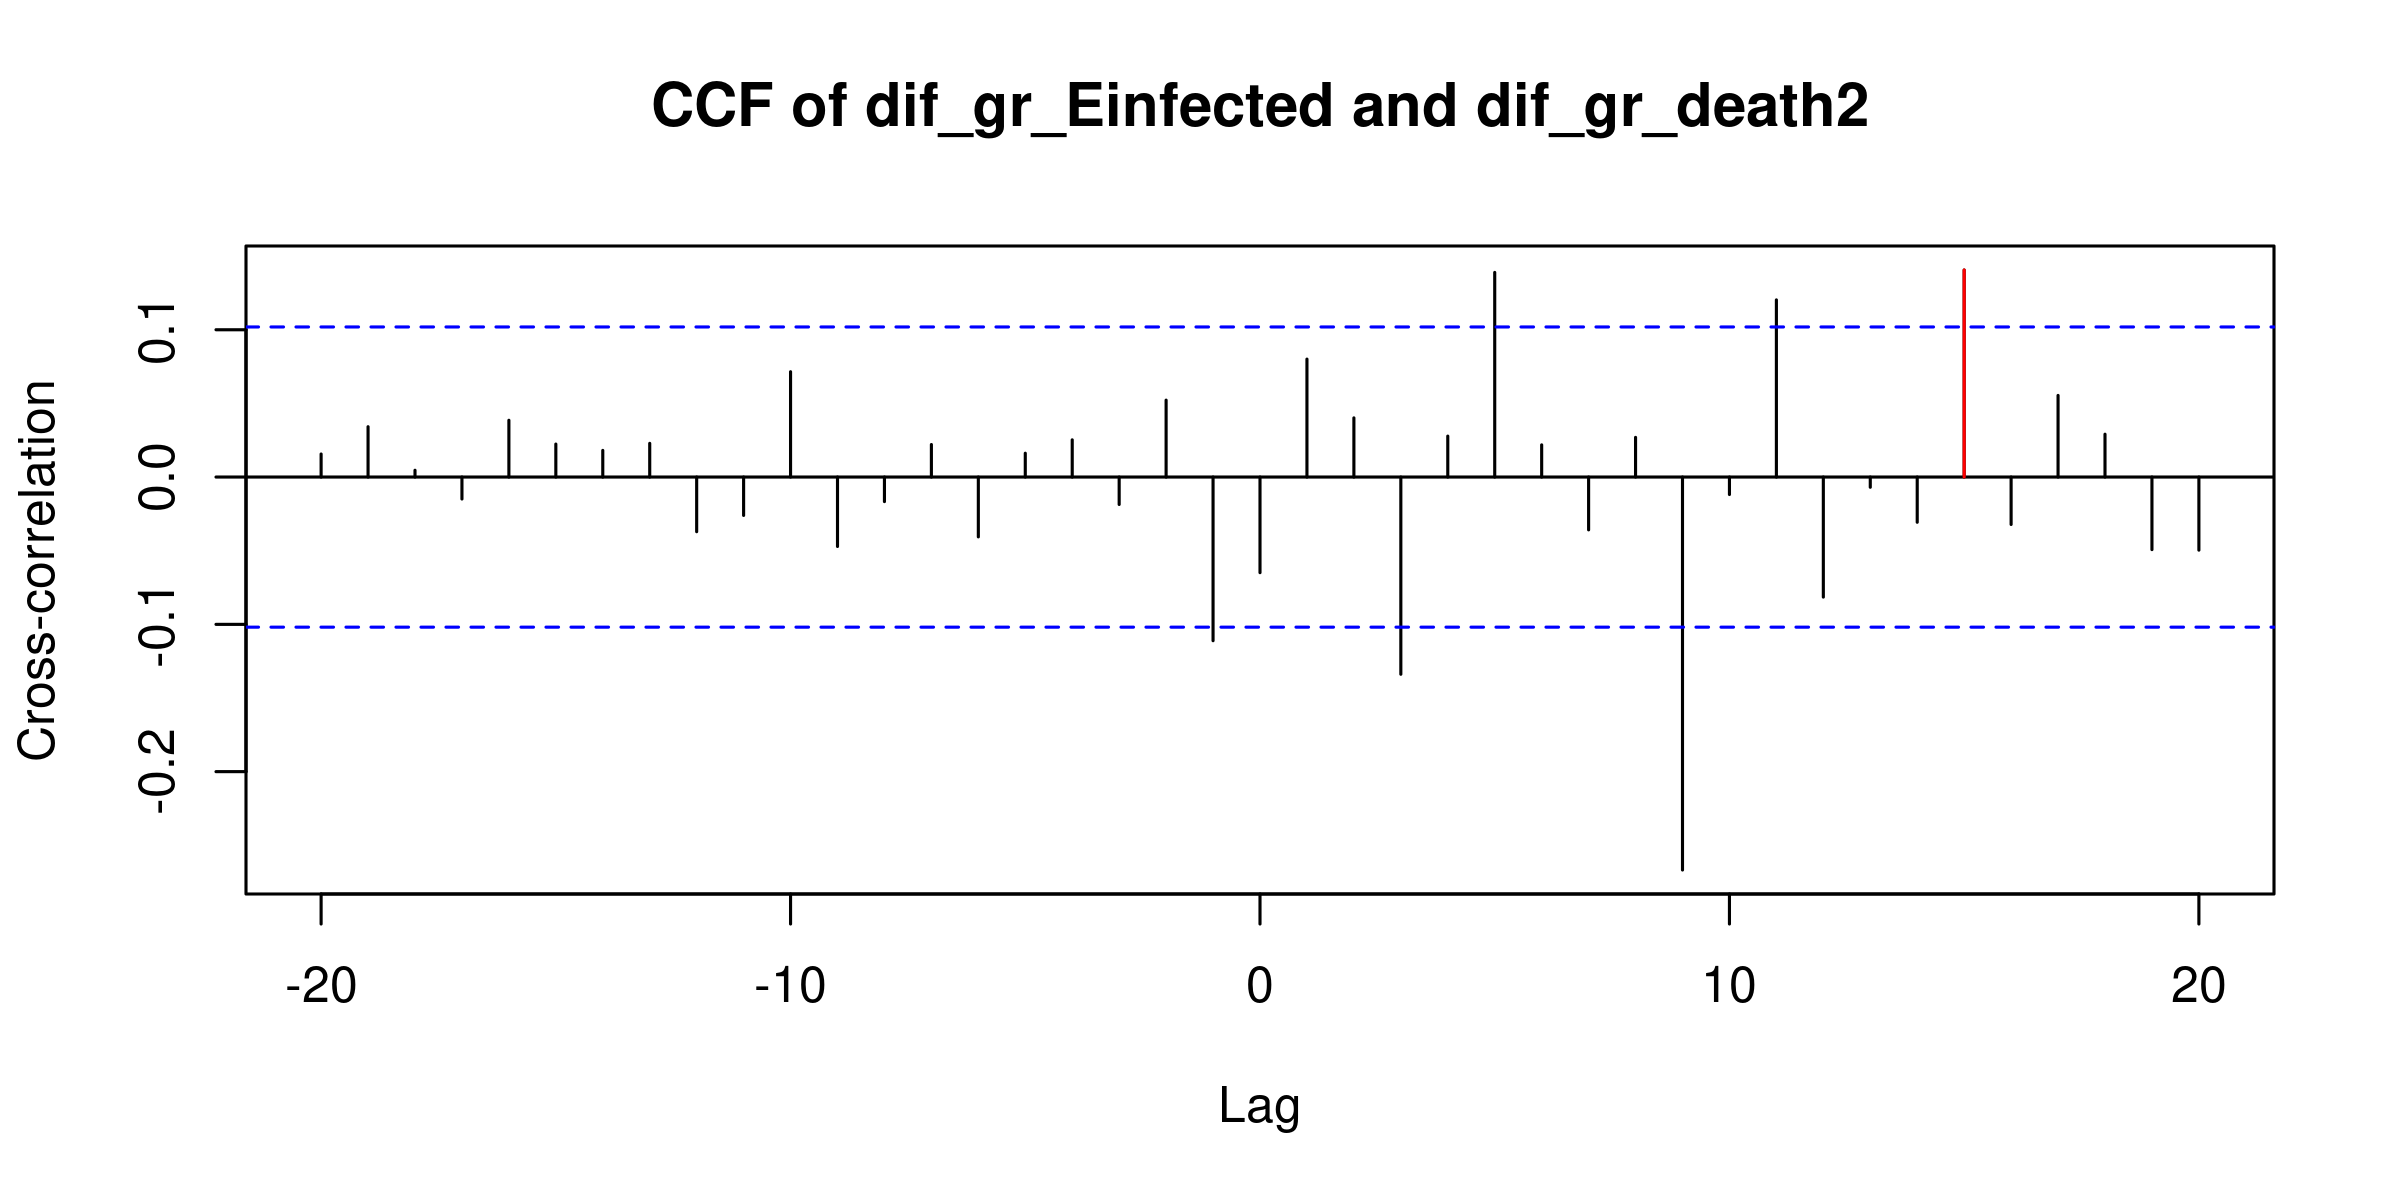 CCF of dif_gr_Einfected and dif_gr_death2
Cross-correlation
0.1
0.0
-0.1
-0.2
-20 -10 0 10 20
Lag